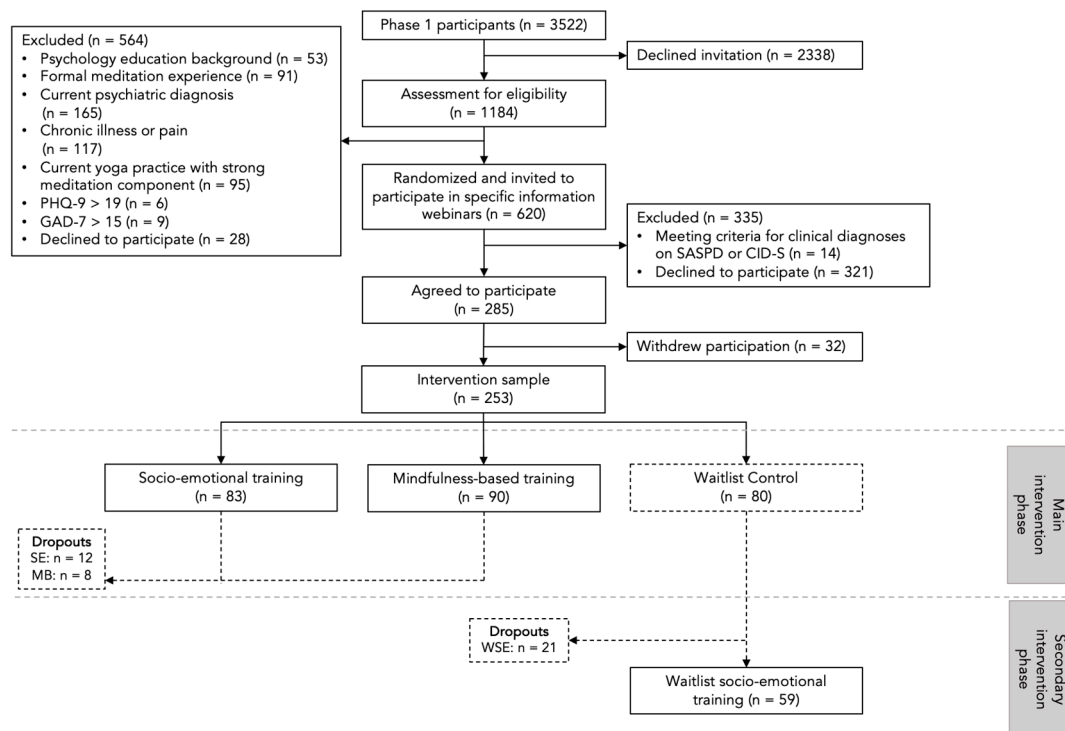 Phase 1 participants (n = 3522)
Declined invitation (n = 2338)
Excluded (n = 564)
• Psychology education background (n = 53)
• Formal meditation experience (n = 91)
• Current psychiatric diagnosis
(n = 165)
• Chronic illness or pain
(n = 117)
• Current yoga practice with strong
meditation component (n = 95)
• PHQ-9 > 19 (n = 6)
• GAD-7 > 15 (n = 9)
• Declined to participate (n = 28)
Assessment for eligibility
(n = 1184)
Randomized and invited to
participate in specific information
webinars (n = 620)
Excluded (n = 335)
• Meeting criteria for clinical diagnoses
on SASPD or CID-S (n = 14)
• Declined to participate (n = 321)
Agreed to participate
(n = 285)
Withdrew participation (n = 32)
Intervention sample
(n = 253)
Socio-emotional training
(n = 83)
Mindfulness-based training
(n = 90)
Waitlist Control
(n = 80)
Main
intervention
phase
Dropouts
SE: n = 12
MB: n = 8
Dropouts
WSE: n = 21
Waitlist socio-emotional
training (n = 59)
Secondary
intervention
phase